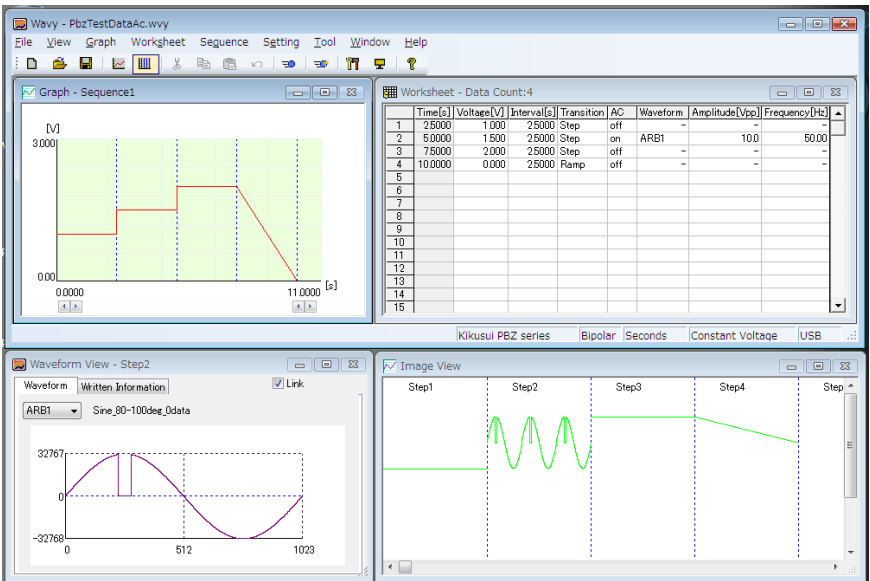 Wavy - PbzTestDataAc.wvy
File View Graph Worksheet Sequence Setting Tool Window Help
Graph - Sequence1
[V]
3.000
0.00
0.0000
11.0000
[s]
Worksheet - Data Count:4
Time[s] Voltage[V] Interval[s] Transition AC Waveform Amplitude[Vpp] Frequency[Hz]
1 2.5000 1.000 2.5000 Step off - - -
2 5.0000 1.500 2.5000 Step on ARB1 10.0 50.00
3 7.5000 2.000 2.5000 Step off - - -
4 10.0000 0.000 2.5000 Ramp off - - -
5
6
7
8
9
10
11
12
13
14
15
Kikusui PBZ series Bipolar Seconds Constant Voltage USB
Waveform View - Step2
Waveform Written Information Link
ARB1 Sine_80-100deg_0data
32767
0
-32768
0 512 1023
Image View
Step1 Step2 Step3 Step4 Step